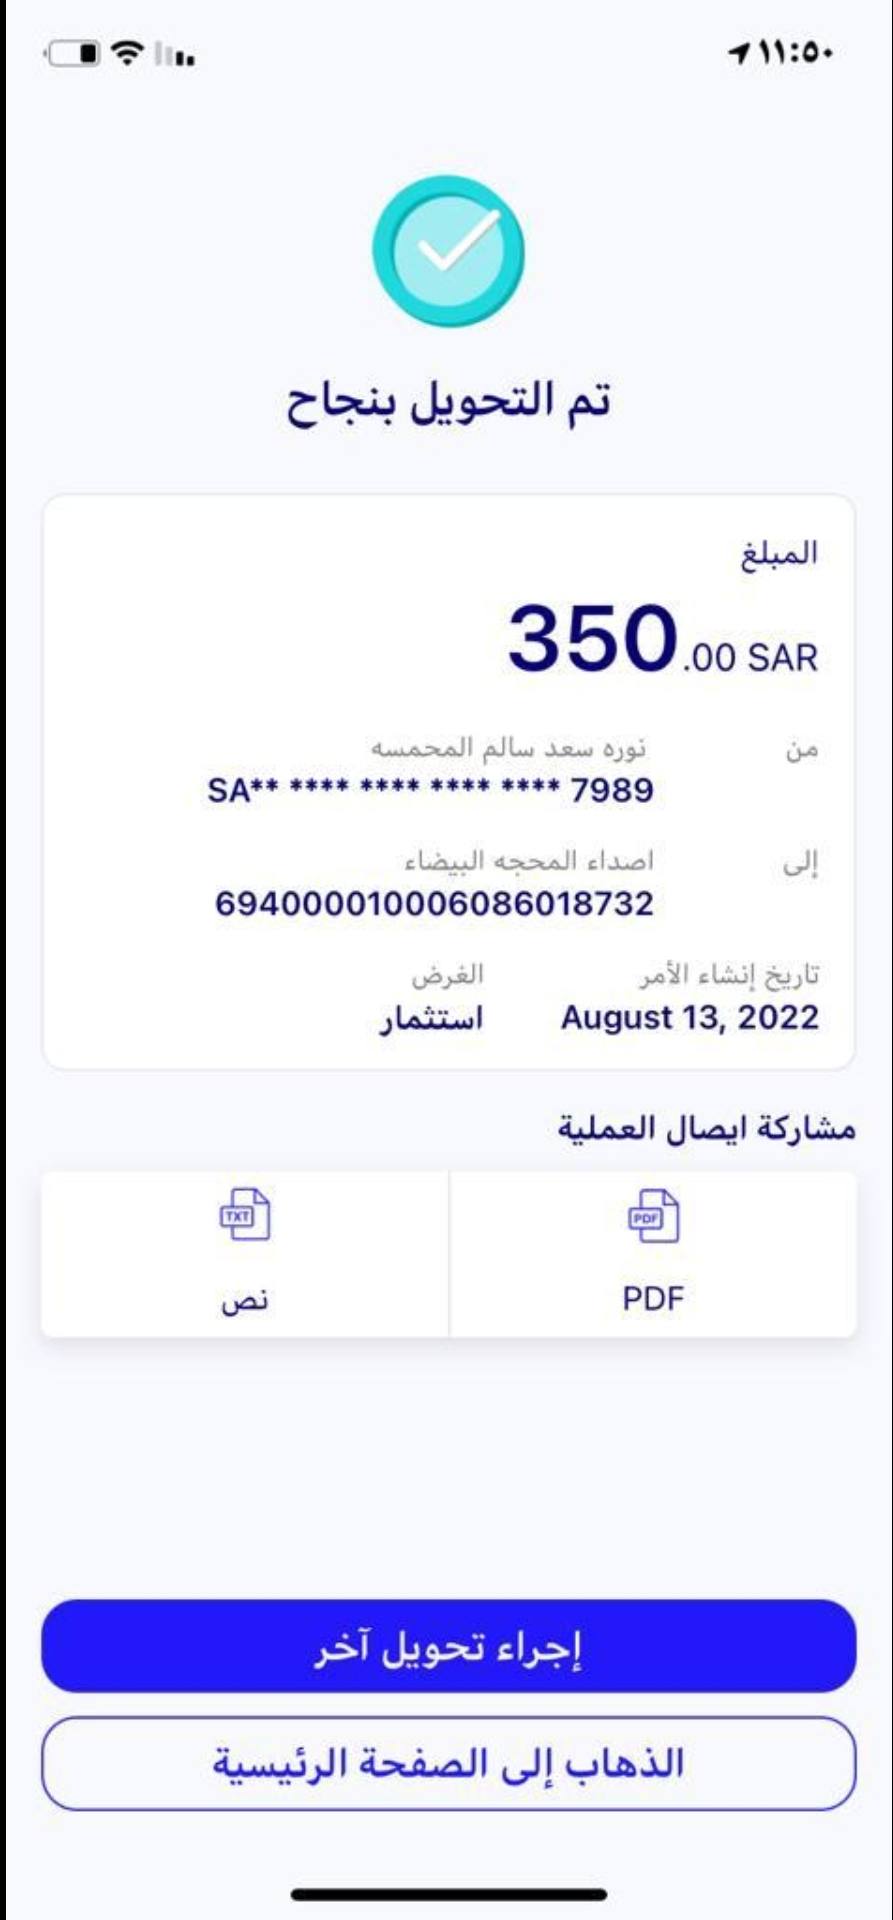 ١١:٥٠
تم التحويل بنجاح
المبلغ
350.00 SAR
من نوره سعد سالم المحمسه
SA** **** **** **** **** 7989
إلى اصداء المحجه البيضاء
694000010006086018732
تاريخ إنشاء الأمر الغرض
August 13, 2022 استثمار
مشاركة ايصال العملية
PDF TXT
PDF نص
إجراء تحويل آخر
الذهاب إلى الصفحة الرئيسية